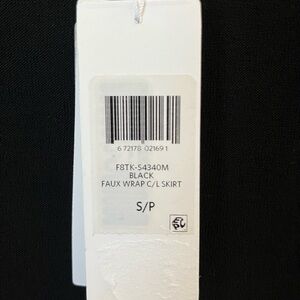 6 72178 02169 1
F8TK-S4340M
BLACK
FAUX WRAP C/L SKIRT
S/P